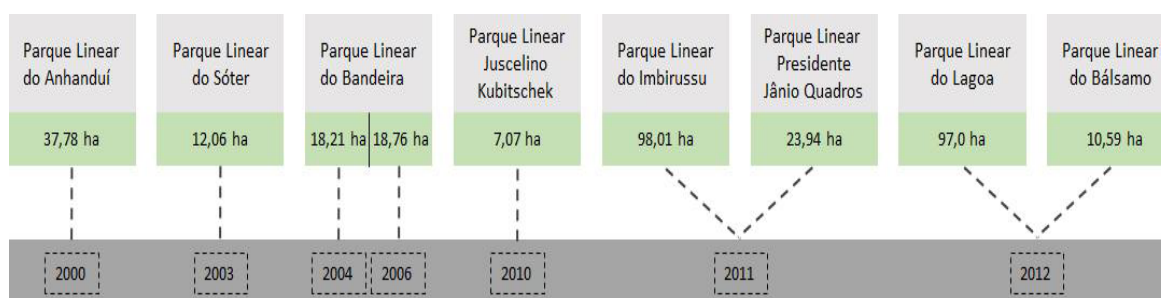 Parque Linear
do Anhanduí
Parque Linear
do Sóter
Parque Linear
do Bandeira
Parque Linear
Juscelino
Kubitschek
Parque Linear
do Imbirussu
Parque Linear
Presidente
Jânio Quadros
Parque Linear
do Lagoa
Parque Linear
do Bálsamo
37,78 ha
12,06 ha
18,21 ha
18,76 ha
7,07 ha
98,01 ha
23,94 ha
97,0 ha
10,59 ha
2000
2003
2004
2006
2010
2011
2012